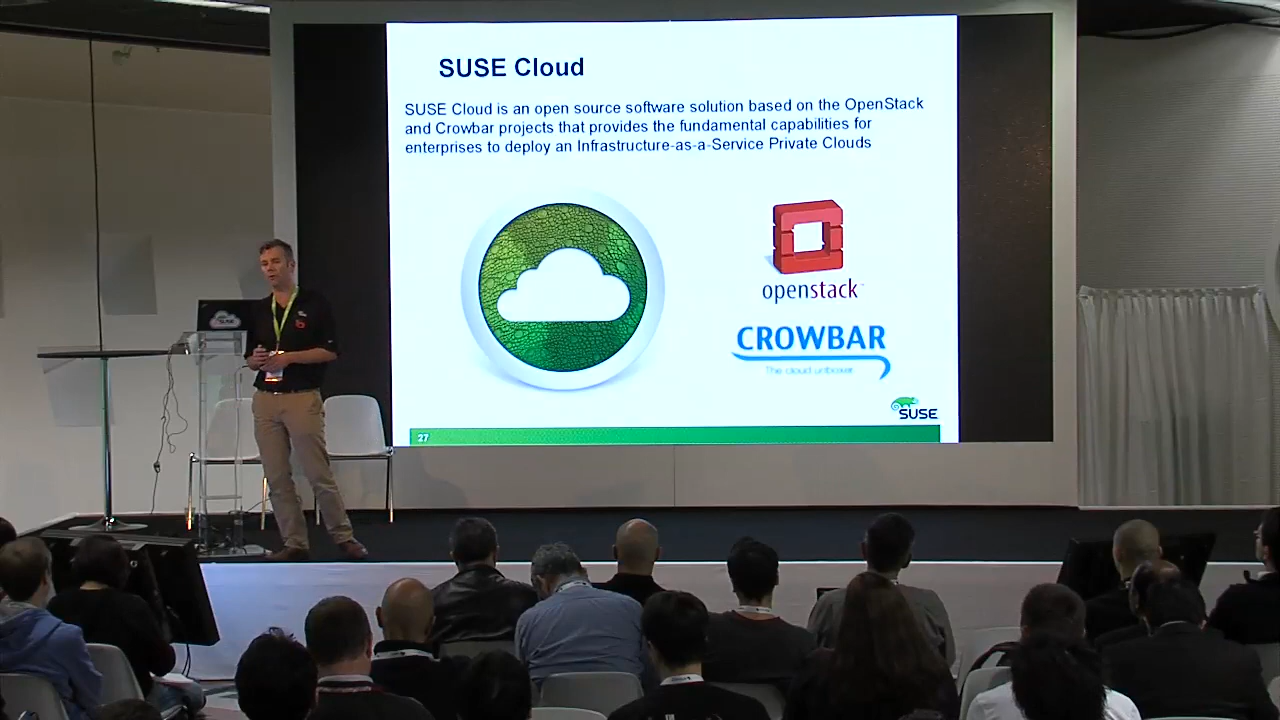 SUSE Cloud
SUSE Cloud is an open source software solution based on the OpenStack
and Crowbar projects that provides the fundamental capabilities for
enterprises to deploy an Infrastructure-as-a-Service Private Clouds
openstack
CROWBAR
The cloud unboxer
SUSE
27
SUSE